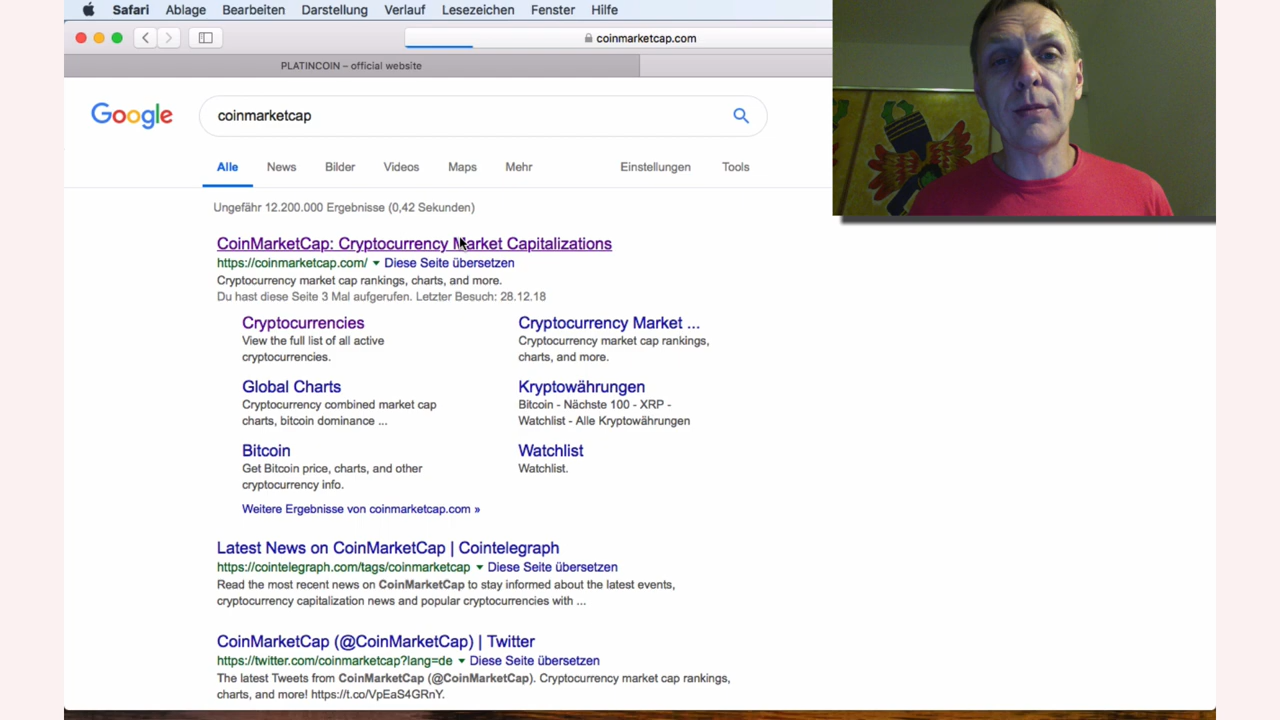 Safari Ablage Bearbeiten Darstellung Verlauf Lesezeichen Fenster Hilfe
coinmarketcap.com
PLATINCOIN – official website
Google
coinmarketcap
Alle News Bilder Videos Maps Mehr Einstellungen Tools
Ungefähr 12.200.000 Ergebnisse (0,42 Sekunden)
CoinMarketCap: Cryptocurrency Market Capitalizations
https://coinmarketcap.com/ Diese Seite übersetzen
Cryptocurrency market cap rankings, charts, and more.
Du hast diese Seite 3 Mal aufgerufen. Letzter Besuch: 28.12.18
Cryptocurrencies
View the full list of all active
cryptocurrencies.
Cryptocurrency Market ...
Cryptocurrency market cap rankings,
charts, and more.
Global Charts
Cryptocurrency combined market cap
charts, bitcoin dominance ...
Kryptowährungen
Bitcoin - Nächste 100 - XRP -
Watchlist - Alle Kryptowährungen
Bitcoin
Get Bitcoin price, charts, and other
cryptocurrency info.
Watchlist
Watchlist.
Weitere Ergebnisse von coinmarketcap.com »
Latest News on CoinMarketCap | Cointelegraph
https://cointelegraph.com/tags/coinmarketcap Diese Seite übersetzen
Read the most recent news on CoinMarketCap to stay informed about the latest events,
cryptocurrency capitalization news and popular cryptocurrencies with ...
CoinMarketCap (@CoinMarketCap) | Twitter
https://twitter.com/coinmarketcap?lang=de Diese Seite übersetzen
The latest Tweets from CoinMarketCap (@CoinMarketCap). Cryptocurrency market cap rankings,
charts, and more! https://t.co/VpEaS4GRnY.